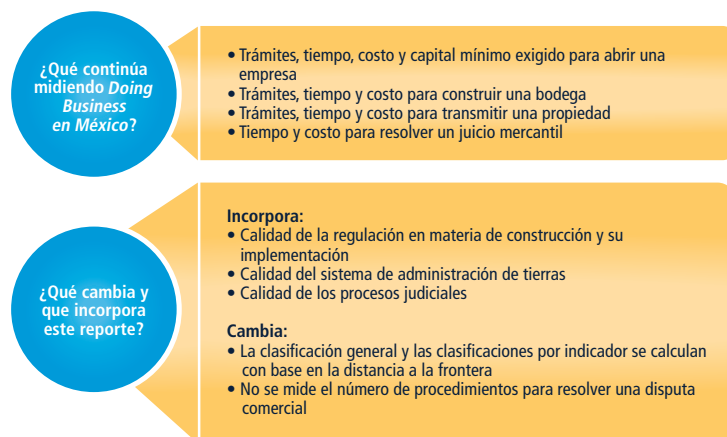 ¿Qué continúa
midiendo Doing
Business
en México?
• Trámites, tiempo, costo y capital mínimo exigido para abrir una
empresa
• Trámites, tiempo y costo para construir una bodega
• Trámites, tiempo y costo para transmitir una propiedad
• Tiempo y costo para resolver un juicio mercantil
¿Qué cambia y
que incorpora
este reporte?
Incorpora:
• Calidad de la regulación en materia de construcción y su
implementación
• Calidad del sistema de administración de tierras
• Calidad de los procesos judiciales
Cambia:
• La clasificación general y las clasificaciones por indicador se calculan
con base en la distancia a la frontera
• No se mide el número de procedimientos para resolver una disputa
comercial